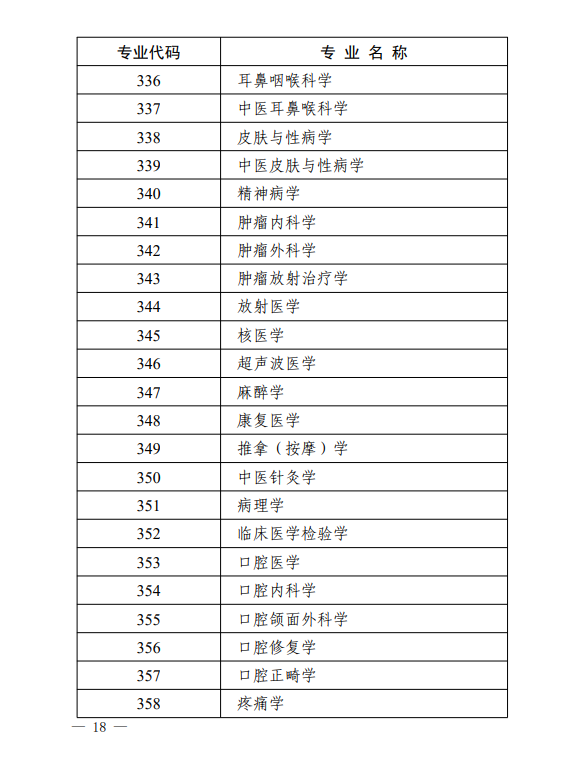 专业代码 专 业 名 称
336 耳鼻咽喉科学
337 中医耳鼻喉科学
338 皮肤与性病学
339 中医皮肤与性病学
340 精神病学
341 肿瘤内科学
342 肿瘤外科学
343 肿瘤放射治疗学
344 放射医学
345 核医学
346 超声波医学
347 麻醉学
348 康复医学
349 推拿（按摩）学
350 中医针灸学
351 病理学
352 临床医学检验学
353 口腔医学
354 口腔内科学
355 口腔颌面外科学
356 口腔修复学
357 口腔正畸学
358 疼痛学
— 18 —